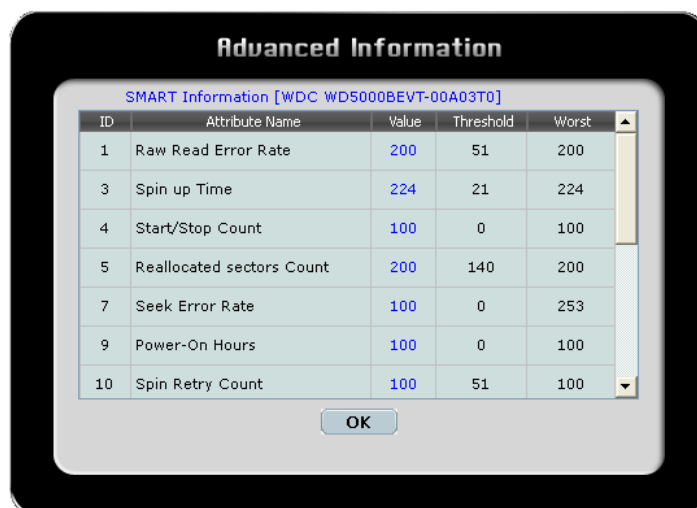 Advanced Information
SMART Information [WDC WD5000BEVT-00A03T0]
ID Attribute Name Value Threshold Worst
1 Raw Read Error Rate 200 51 200
3 Spin up Time 224 21 224
4 Start/Stop Count 100 0 100
5 Reallocated sectors Count 200 140 200
7 Seek Error Rate 100 0 253
9 Power-On Hours 100 0 100
10 Spin Retry Count 100 51 100
OK